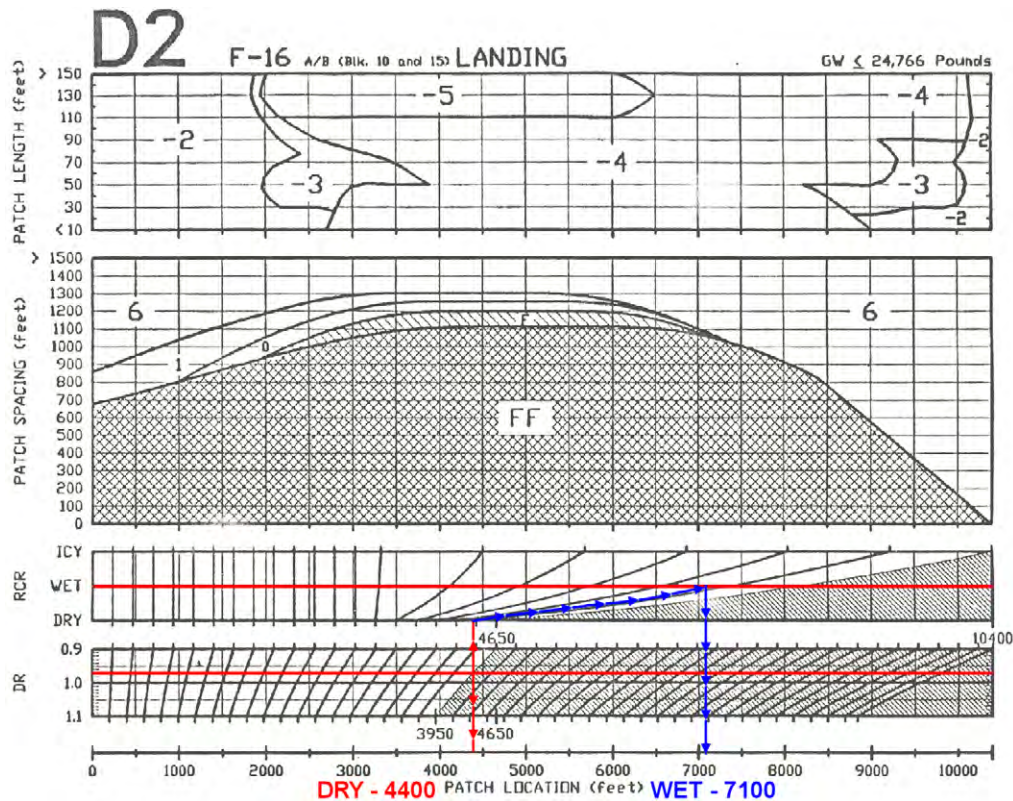 D2 F-16 A/B (Blk. 10 and 15) LANDING GW ≤ 24,766 Pounds
PATCH LENGTH (feet)
> 150
130
110
90
70
50
30
< 10
-2 -5 -4 -4
-3 -3 -2
-2
PATCH SPACING (feet)
> 1500
1400
1300
1200
1100
1000
900
800
700
600
500
400
300
200
100
0
6 6
F
0
1
FF
RCR
ICY
WET
DRY
4650 10400
DR
0.9
1.0
1.1
3950 4650
0 1000 2000 3000 4000 5000 6000 7000 8000 9000 10000
DRY - 4400 PATCH LOCATION (feet) WET - 7100